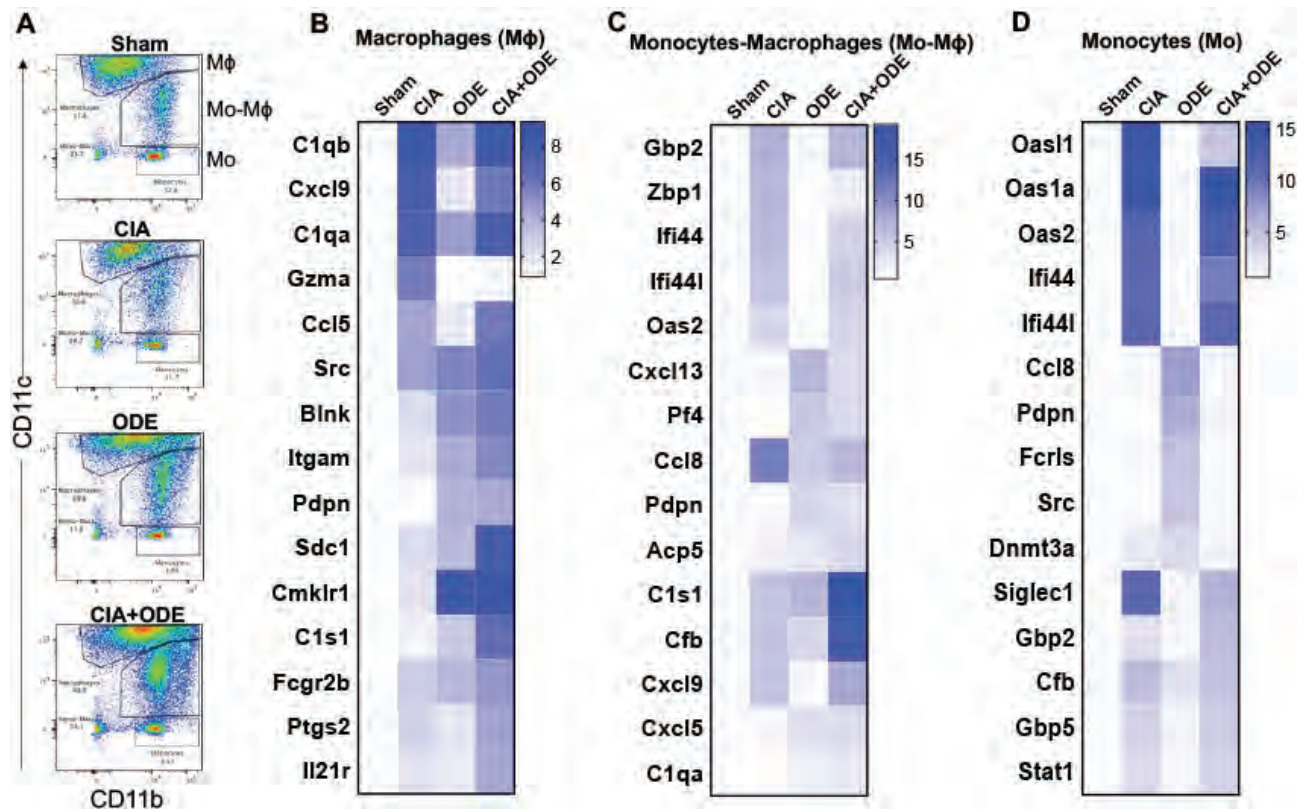 A
Sham
Mϕ
Mo-Mϕ
Mo
CIA
ODE
CIA+ODE
CD11c
CD11b
B
Macrophages (Mϕ)
Sham
CIA
ODE
CIA+ODE
C1qb
Cxcl9
C1qa
Gzma
Ccl5
Src
Blnk
Itgam
Pdpn
Sdc1
Cmklr1
C1s1
Fcgr2b
Ptgs2
Il21r
8
6
4
2
C
Monocytes-Macrophages (Mo-Mϕ)
Sham
CIA
ODE
CIA+ODE
Gbp2
Zbp1
Ifi44
Ifi44l
Oas2
Cxcl13
Pf4
Ccl8
Pdpn
Acp5
C1s1
Cfb
Cxcl9
Cxcl5
C1qa
15
10
5
D
Monocytes (Mo)
Sham
CIA
ODE
CIA+ODE
Oasl1
Oas1a
Oas2
Ifi44
Ifi44l
Ccl8
Pdpn
Fcrls
Src
Dnmt3a
Siglec1
Gbp2
Cfb
Gbp5
Stat1
15
10
5